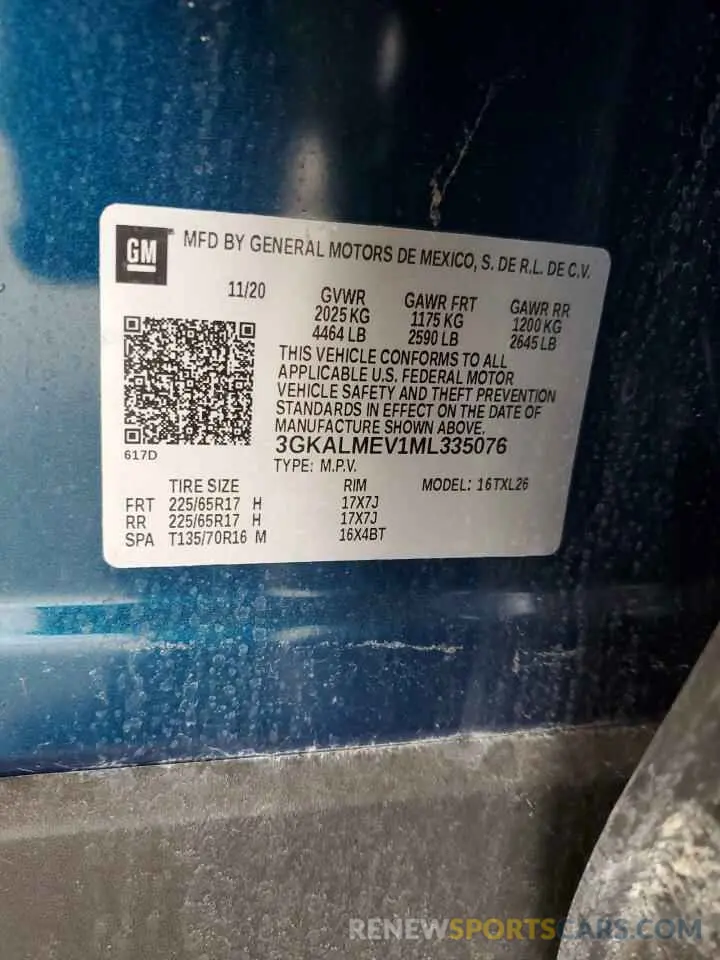 GM MFD BY GENERAL MOTORS DE MEXICO, S. DE R.L. DE C.V.
11/20 GVWR GAWR FRT GAWR RR
2025 KG 1175 KG 1200 KG
4464 LB 2590 LB 2645 LB
THIS VEHICLE CONFORMS TO ALL
APPLICABLE U.S. FEDERAL MOTOR
VEHICLE SAFETY AND THEFT PREVENTION
STANDARDS IN EFFECT ON THE DATE OF
MANUFACTURE SHOWN ABOVE.
617D 3GKALMEV1ML335076
TYPE: M.P.V.
TIRE SIZE RIM MODEL: 16TXL26
FRT 225/65R17 H 17X7J
RR 225/65R17 H 17X7J
SPA T135/70R16 M 16X4BT
RENEWSPORTSCARS.COM